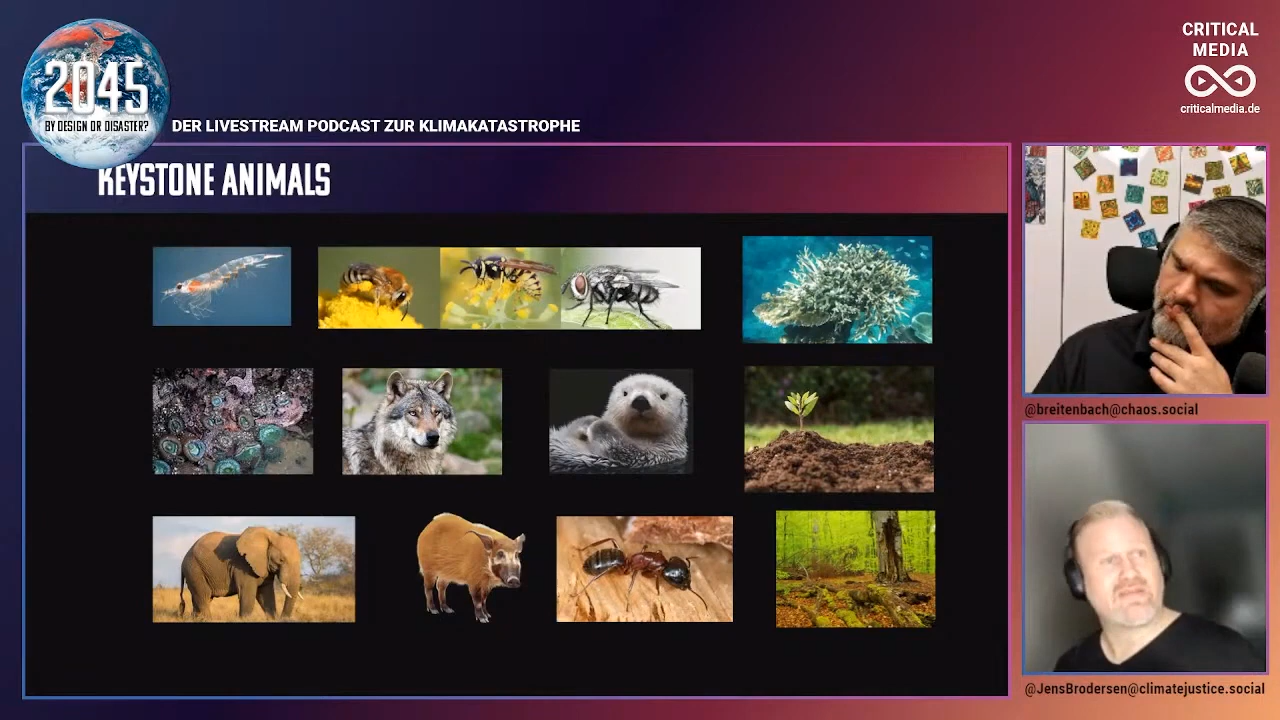 2045
BY DESIGN OR DISASTER?
DER LIVESTREAM PODCAST ZUR KLIMAKATASTROPHE
CRITICAL
MEDIA
criticalmedia.de
KEYSTONE ANIMALS
@breitenbach@chaos.social
@JensBrodersen@climatejustice.social